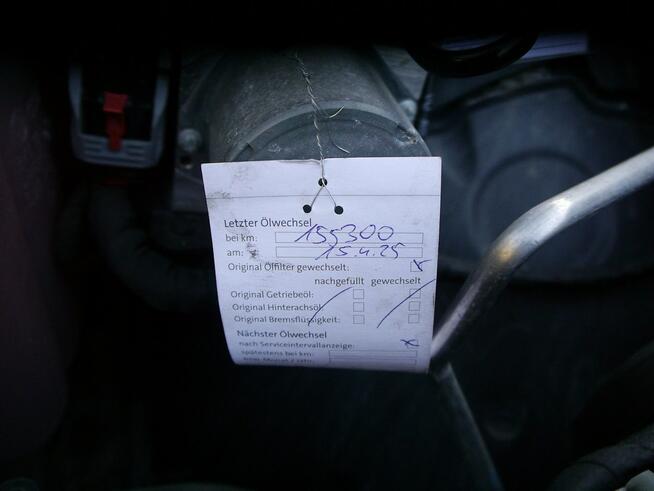 Letzter Ölwechsel
bei km: 155300
am: 15.4.25
Original Ölfilter gewechselt:
nachgefüllt gewechselt
Original Getriebeöl:
Original Hinterachsöl:
Original Bremsflüssigkeit:
Nächster Ölwechsel
nach Serviceintervallanzeige:
spätestens bei km: